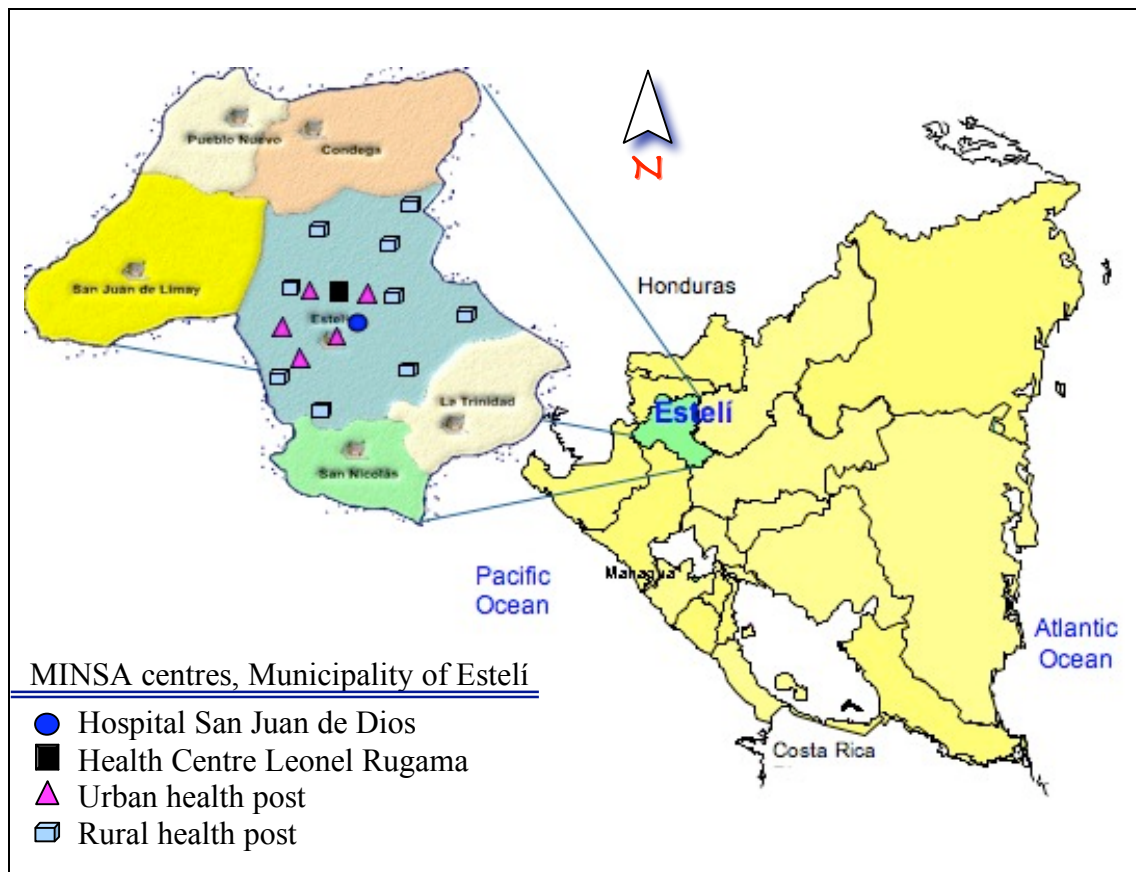 Pueblo Nuevo
Condega
San Juan de Limay
Estelí
La Trinidad
San Nicolás
N
Honduras
Estelí
Managua
Pacific
Ocean
Atlantic
Ocean
Costa Rica
MINSA centres, Municipality of Estelí
Hospital San Juan de Dios
Health Centre Leonel Rugama
Urban health post
Rural health post